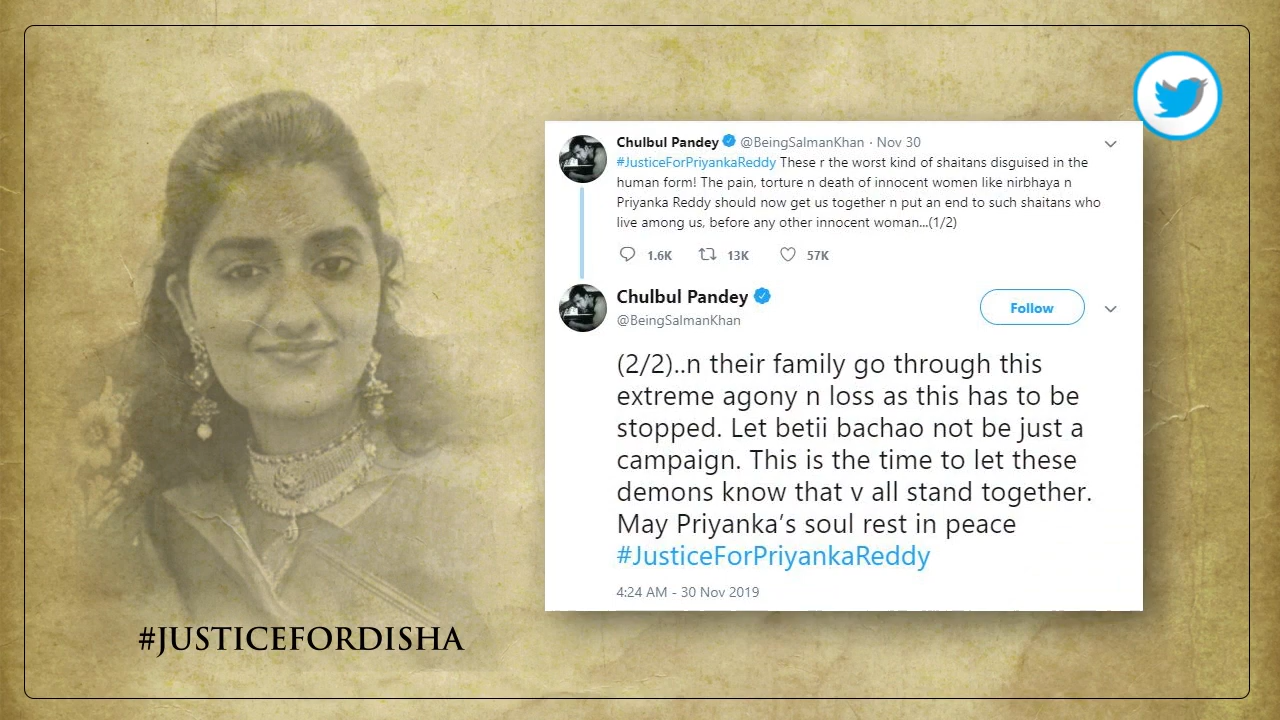 Chulbul Pandey @BeingSalmanKhan · Nov 30
#JusticeForPriyankaReddy These r the worst kind of shaitans disguised in the
human form! The pain, torture n death of innocent women like nirbhaya n
Priyanka Reddy should now get us together n put an end to such shaitans who
live among us, before any other innocent woman...(1/2)
1.6K 13K 57K
Chulbul Pandey
@BeingSalmanKhan
Follow
(2/2)..n their family go through this
extreme agony n loss as this has to be
stopped. Let betii bachao not be just a
campaign. This is the time to let these
demons know that v all stand together.
May Priyanka's soul rest in peace
#JusticeForPriyankaReddy
4:24 AM - 30 Nov 2019
#JUSTICEFORDISHA